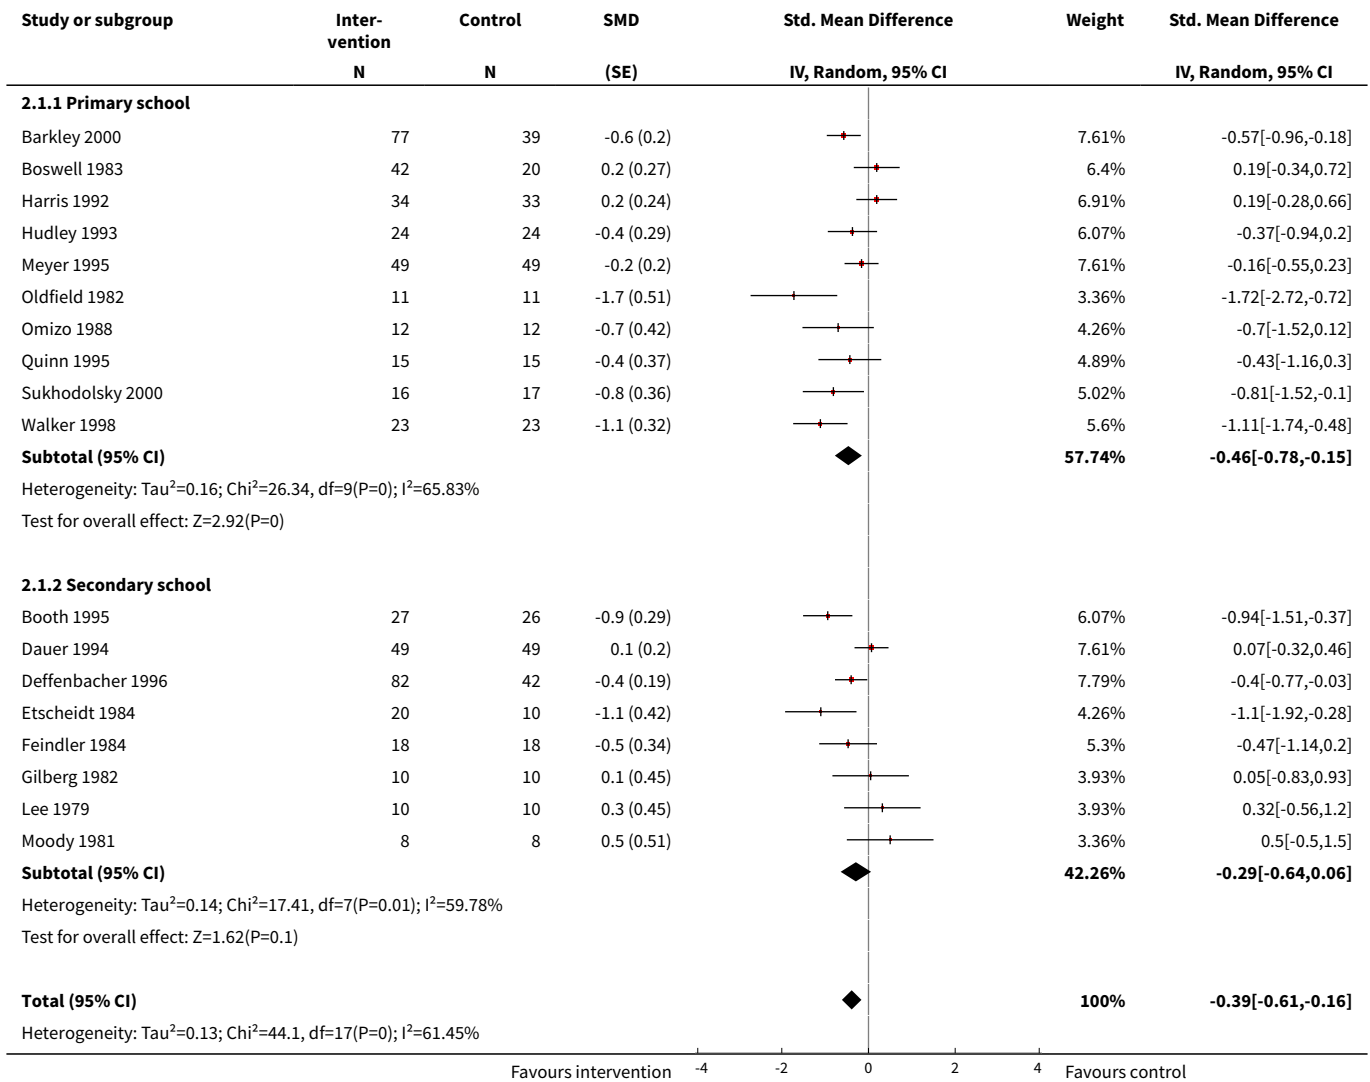 Study or subgroup Inter- Control SMD Std. Mean Difference Weight Std. Mean Difference
vention
N N (SE) IV, Random, 95% CI IV, Random, 95% CI
2.1.1 Primary school
Barkley 2000 77 39 -0.6 (0.2) 7.61% -0.57[-0.96,-0.18]
Boswell 1983 42 20 0.2 (0.27) 6.4% 0.19[-0.34,0.72]
Harris 1992 34 33 0.2 (0.24) 6.91% 0.19[-0.28,0.66]
Hudley 1993 24 24 -0.4 (0.29) 6.07% -0.37[-0.94,0.2]
Meyer 1995 49 49 -0.2 (0.2) 7.61% -0.16[-0.55,0.23]
Oldfield 1982 11 11 -1.7 (0.51) 3.36% -1.72[-2.72,-0.72]
Omizo 1988 12 12 -0.7 (0.42) 4.26% -0.7[-1.52,0.12]
Quinn 1995 15 15 -0.4 (0.37) 4.89% -0.43[-1.16,0.3]
Sukhodolsky 2000 16 17 -0.8 (0.36) 5.02% -0.81[-1.52,-0.1]
Walker 1998 23 23 -1.1 (0.32) 5.6% -1.11[-1.74,-0.48]
Subtotal (95% CI) 57.74% -0.46[-0.78,-0.15]
Heterogeneity: Tau²=0.16; Chi²=26.34, df=9(P=0); I²=65.83%
Test for overall effect: Z=2.92(P=0)
2.1.2 Secondary school
Booth 1995 27 26 -0.9 (0.29) 6.07% -0.94[-1.51,-0.37]
Dauer 1994 49 49 0.1 (0.2) 7.61% 0.07[-0.32,0.46]
Deffenbacher 1996 82 42 -0.4 (0.19) 7.79% -0.4[-0.77,-0.03]
Etscheidt 1984 20 10 -1.1 (0.42) 4.26% -1.1[-1.92,-0.28]
Feindler 1984 18 18 -0.5 (0.34) 5.3% -0.47[-1.14,0.2]
Gilberg 1982 10 10 0.1 (0.45) 3.93% 0.05[-0.83,0.93]
Lee 1979 10 10 0.3 (0.45) 3.93% 0.32[-0.56,1.2]
Moody 1981 8 8 0.5 (0.51) 3.36% 0.5[-0.5,1.5]
Subtotal (95% CI) 42.26% -0.29[-0.64,0.06]
Heterogeneity: Tau²=0.14; Chi²=17.41, df=7(P=0.01); I²=59.78%
Test for overall effect: Z=1.62(P=0.1)
Total (95% CI) 100% -0.39[-0.61,-0.16]
Heterogeneity: Tau²=0.13; Chi²=44.1, df=17(P=0); I²=61.45%
Favours intervention -4 -2 0 2 4 Favours control